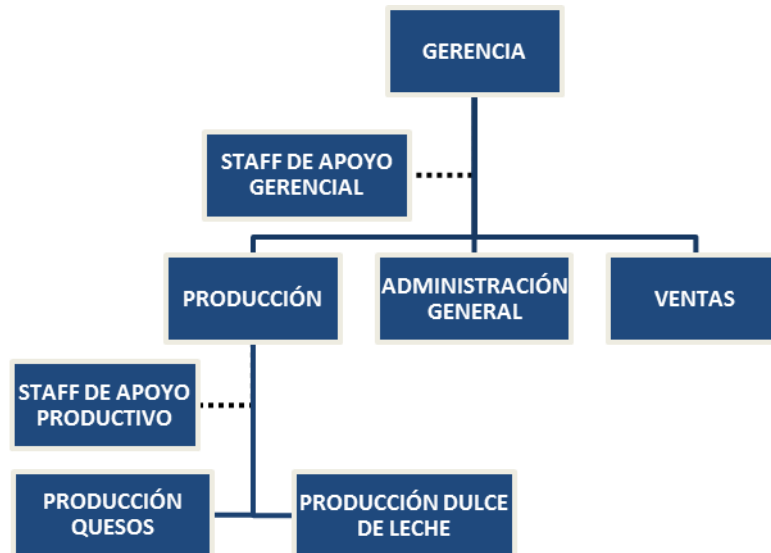 GERENCIA
STAFF DE APOYO
GERENCIAL
PRODUCCIÓN
ADMINISTRACIÓN
GENERAL
VENTAS
STAFF DE APOYO
PRODUCTIVO
PRODUCCIÓN
QUESOS
PRODUCCIÓN DULCE
DE LECHE